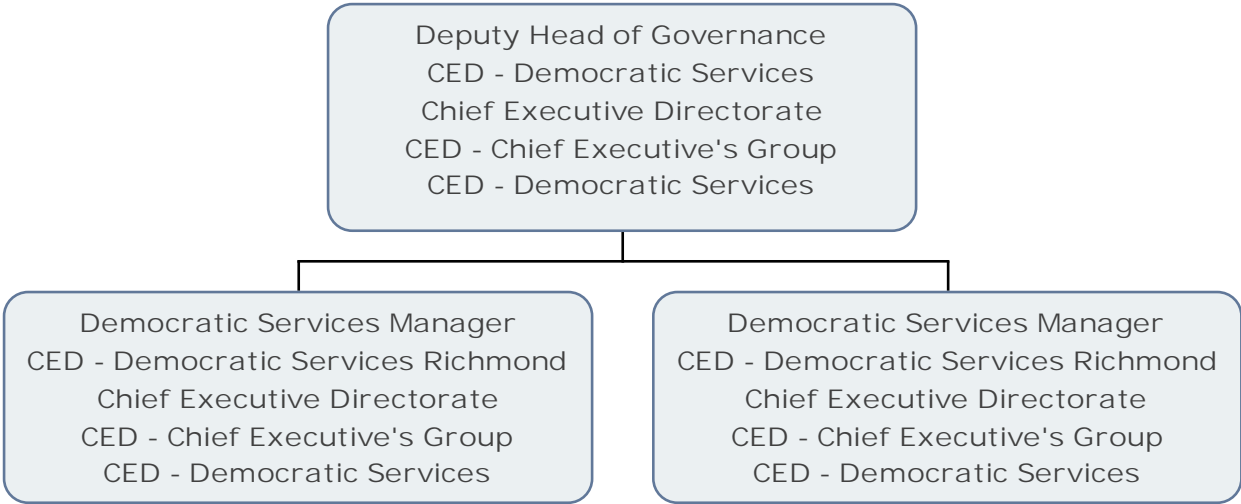 Deputy Head of Governance
CED - Democratic Services
Chief Executive Directorate
CED - Chief Executive's Group
CED - Democratic Services
Democratic Services Manager
CED - Democratic Services Richmond
Chief Executive Directorate
CED - Chief Executive's Group
CED - Democratic Services
Democratic Services Manager
CED - Democratic Services Richmond
Chief Executive Directorate
CED - Chief Executive's Group
CED - Democratic Services